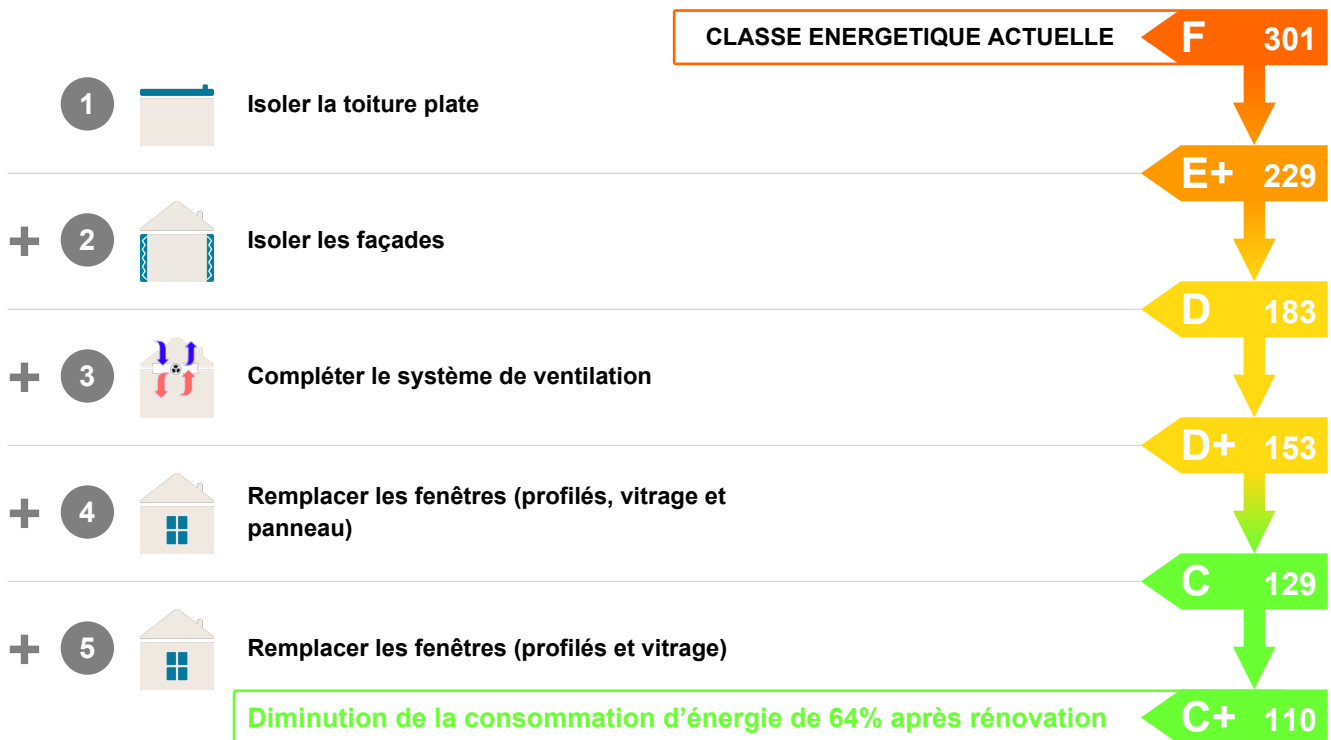 CLASSE ENERGETIQUE ACTUELLE F 301
1 Isoler la toiture plate
E+ 229
+ 2 Isoler les façades
D 183
+ 3 Compléter le système de ventilation
D+ 153
+ 4 Remplacer les fenêtres (profilés, vitrage et
panneau)
C 129
+ 5 Remplacer les fenêtres (profilés et vitrage)
Diminution de la consommation d’énergie de 64% après rénovation C+ 110